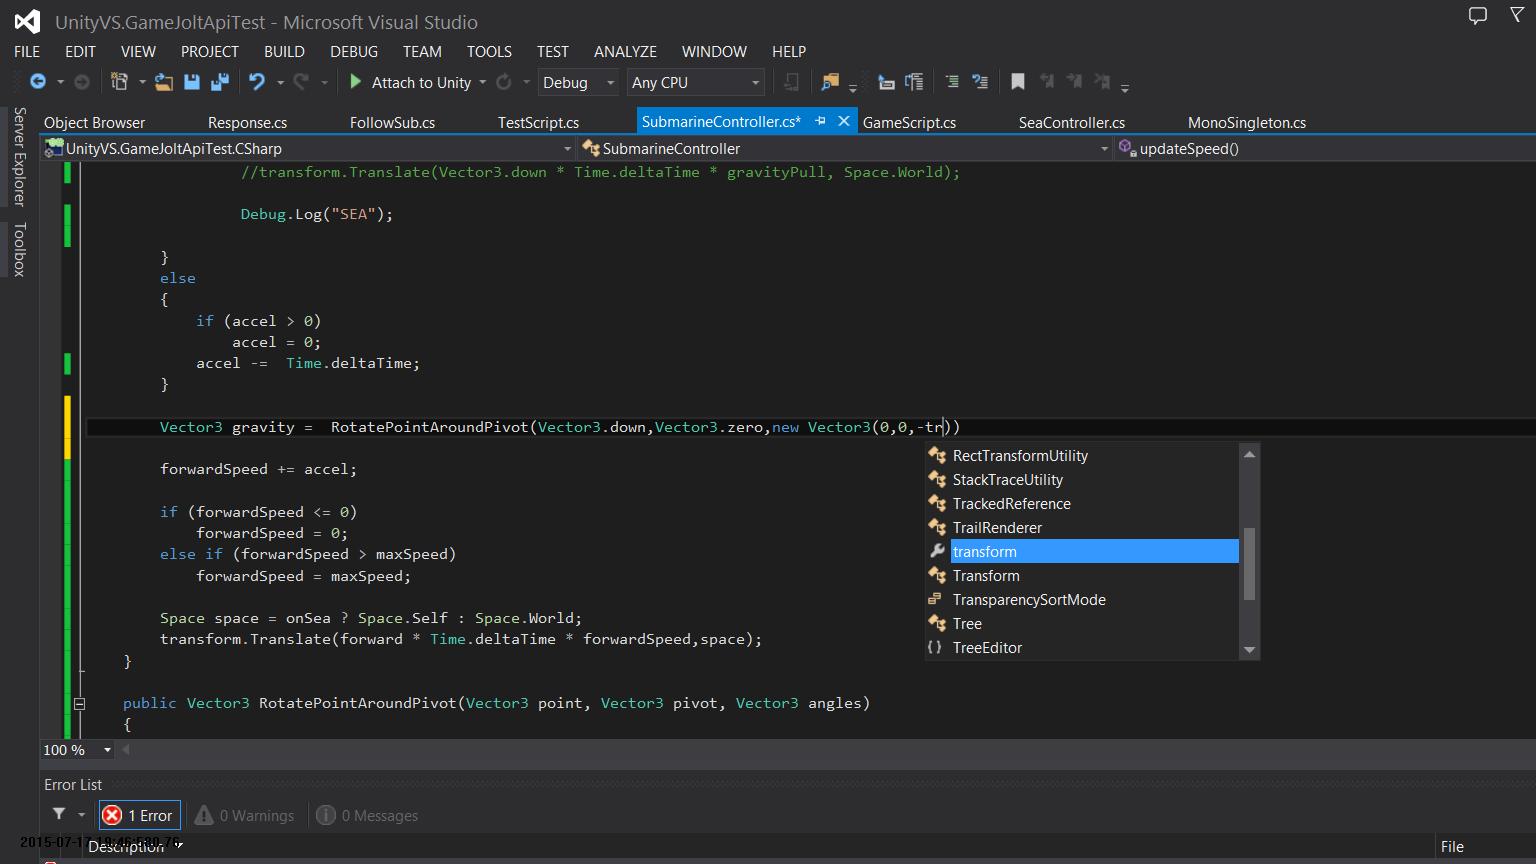 UnityVS.GameJoltApiTest - Microsoft Visual Studio
FILE EDIT VIEW PROJECT BUILD DEBUG TEAM TOOLS TEST ANALYZE WINDOW HELP
Attach to Unity Debug Any CPU
Server Explorer
Toolbox
Object Browser Response.cs FollowSub.cs TestScript.cs SubmarineController.cs* GameScript.cs SeaController.cs MonoSingleton.cs
UnityVS.GameJoltApiTest.CSharp SubmarineController updateSpeed()
//transform.Translate(Vector3.down * Time.deltaTime * gravityPull, Space.World);
Debug.Log("SEA");
}
else
{
if (accel > 0)
accel = 0;
accel -= Time.deltaTime;
}
Vector3 gravity = RotatePointAroundPivot(Vector3.down,Vector3.zero,new Vector3(0,0,-tr))
RectTransformUtility
StackTraceUtility
TrackedReference
TrailRenderer
transform
Transform
TransparencySortMode
Tree
TreeEditor
forwardSpeed += accel;
if (forwardSpeed <= 0)
forwardSpeed = 0;
else if (forwardSpeed > maxSpeed)
forwardSpeed = maxSpeed;
Space space = onSea ? Space.Self : Space.World;
transform.Translate(forward * Time.deltaTime * forwardSpeed,space);
}
public Vector3 RotatePointAroundPivot(Vector3 point, Vector3 pivot, Vector3 angles)
{
100 %
Error List
1 Error 0 Warnings 0 Messages
Description File